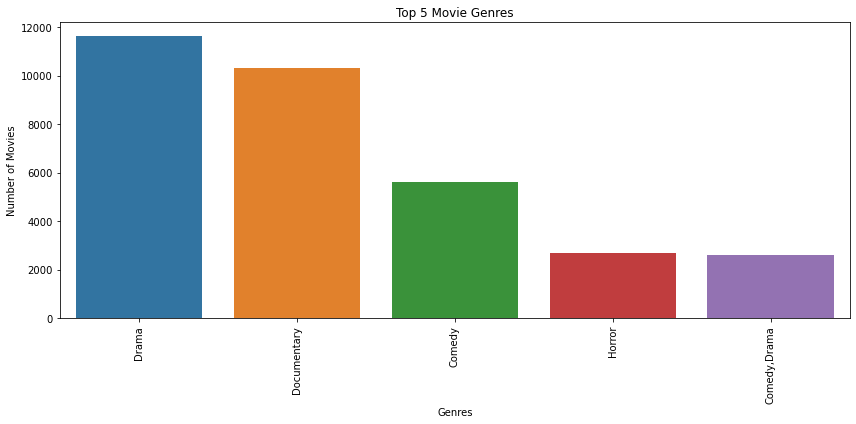 Top 5 Movie Genres
Number of Movies
12000
10000
8000
6000
4000
2000
0
Drama
Documentary
Comedy
Horror
Comedy,Drama
Genres